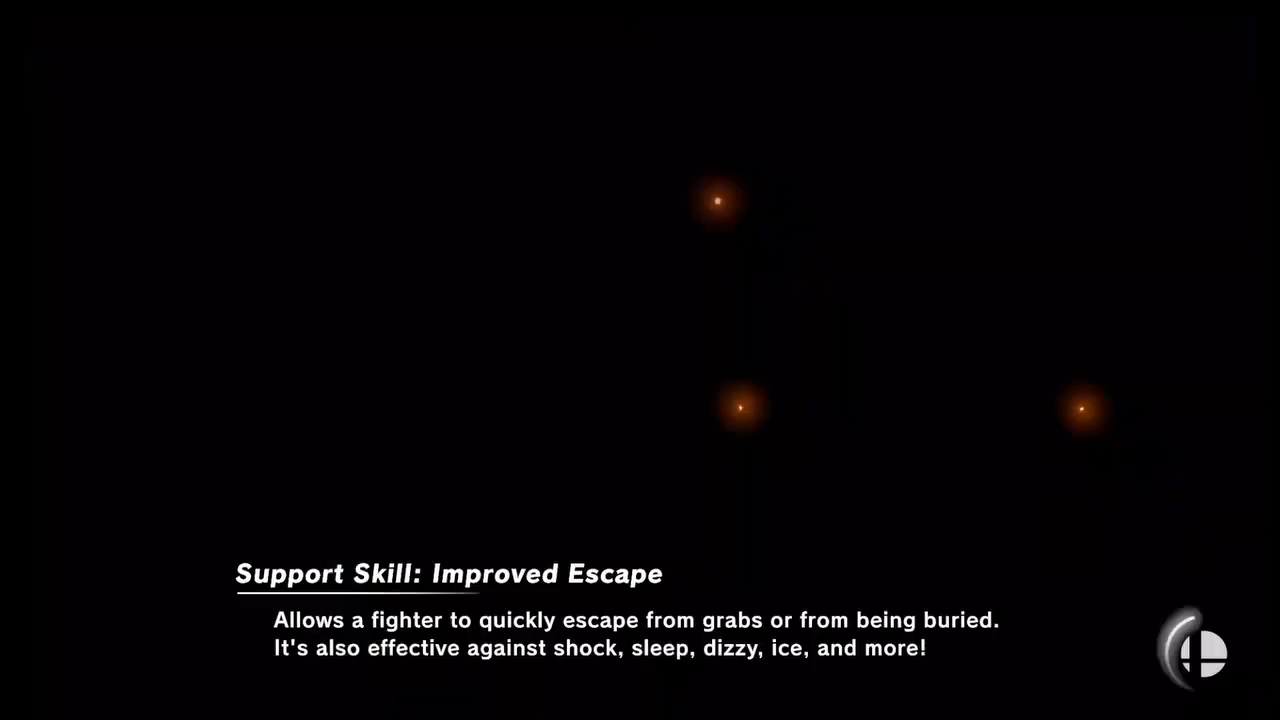 Support Skill: Improved Escape
Allows a fighter to quickly escape from grabs or from being buried.
It's also effective against shock, sleep, dizzy, ice, and more!